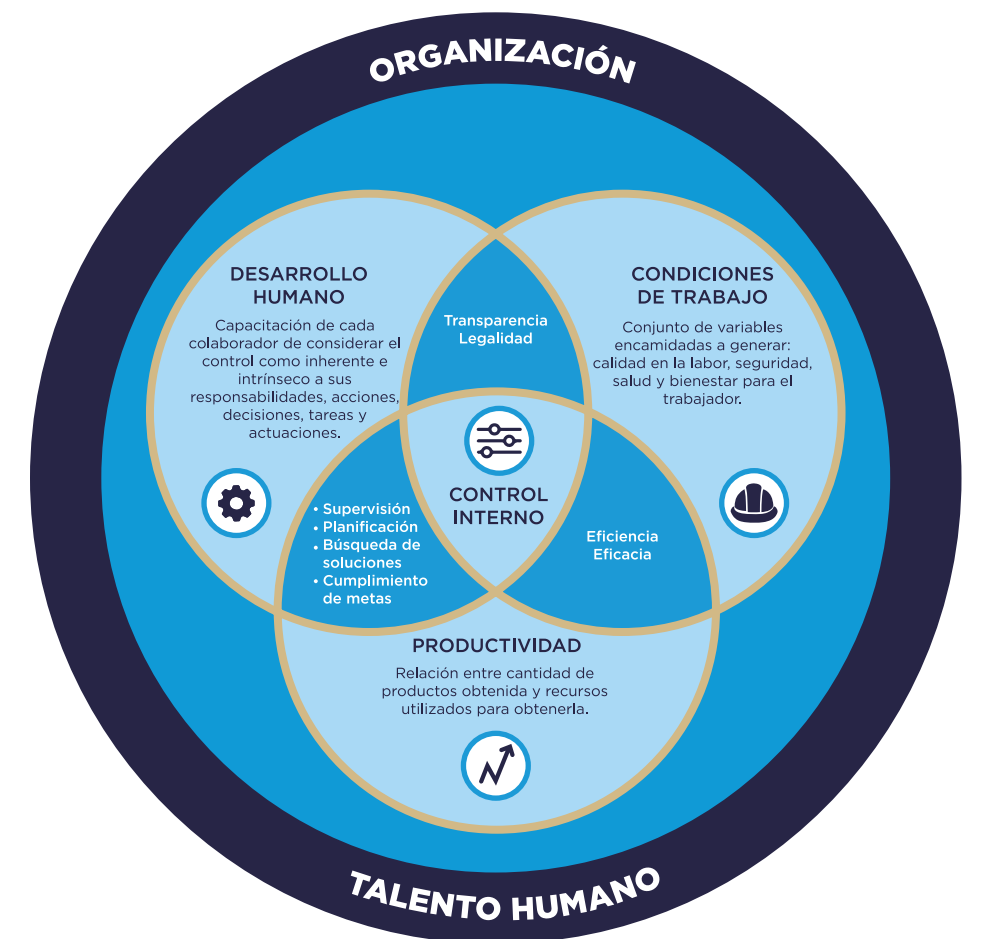 ORGANIZACIÓN
DESARROLLO
HUMANO
Capacitación de cada
colaborador de considerar el
control como inherente e
intrínseco a sus
responsabilidades, acciones,
decisiones, tareas y
actuaciones.
Transparencia
Legalidad
CONDICIONES
DE TRABAJO
Conjunto de variables
encamidadas a generar:
calidad en la labor, seguridad,
salud y bienestar para el
trabajador.
CONTROL
INTERNO
• Supervisión
• Planificación
• Búsqueda de
soluciones
• Cumplimiento
de metas
Eficiencia
Eficacia
PRODUCTIVIDAD
Relación entre cantidad de
productos obtenida y recursos
utilizados para obtenerla.
TALENTO HUMANO